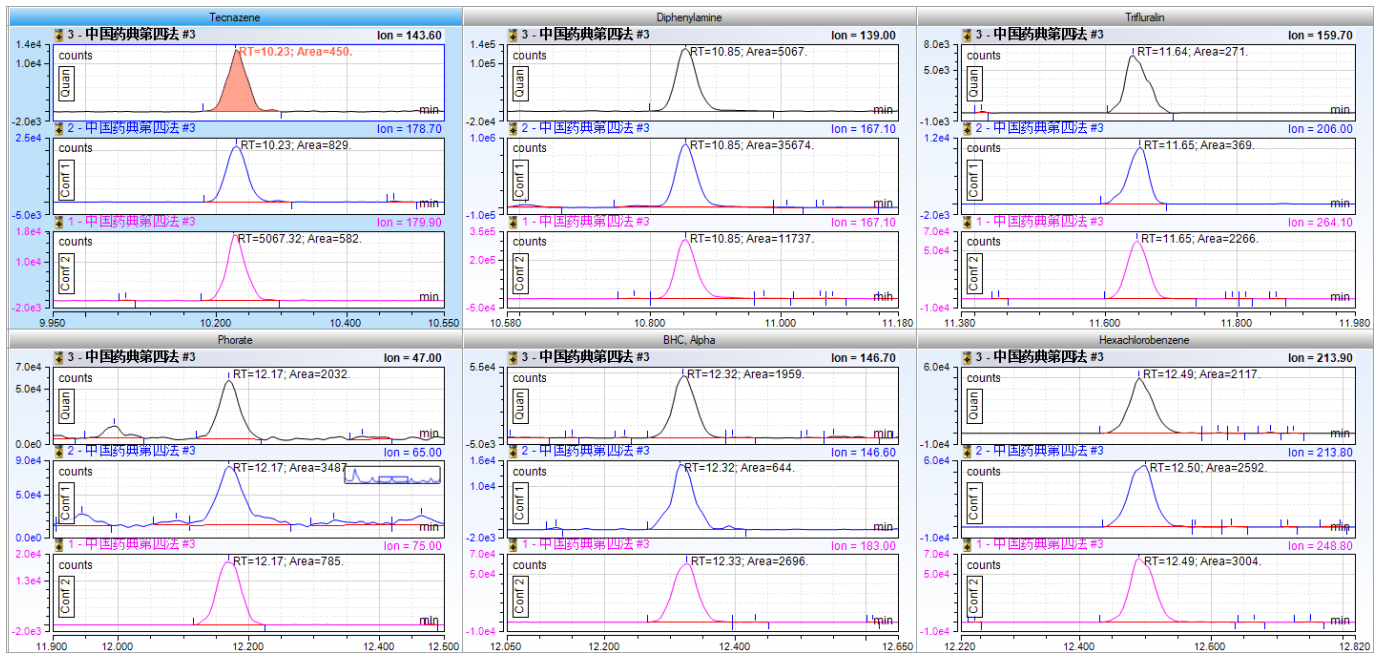 Tecnazene
3 - 中国药典第四法 #3 Ion = 143.60
1.4e4
1.0e4
-2.0e3
counts
Quan
RT=10.23; Area=450.
min
2 - 中国药典第四法 #3 Ion = 178.70
2.5e4
-5.0e3
counts
Conf 1
RT=10.23; Area=829.
min
1 - 中国药典第四法 #3 Ion = 179.90
1.8e4
1.0e4
-2.0e3
counts
Conf 2
RT=5067.32; Area=582.
min
9.950 10.200 10.400 10.550
Diphenylamine
3 - 中国药典第四法 #3 Ion = 139.00
1.4e5
1.0e5
-2.0e4
counts
Quan
RT=10.85; Area=5067.
min
2 - 中国药典第四法 #3 Ion = 167.10
1.0e6
-1.0e5
counts
Conf 1
RT=10.85; Area=35674.
min
1 - 中国药典第四法 #3 Ion = 167.10
3.5e5
2.0e5
-5.0e4
counts
Conf 2
RT=10.85; Area=11737.
min
10.580 10.800 11.000 11.180
Trifluralin
3 - 中国药典第四法 #3 Ion = 159.70
8.0e3
5.0e3
-1.0e3
counts
Quan
RT=11.64; Area=271.
min
2 - 中国药典第四法 #3 Ion = 206.00
1.2e4
-2.0e3
counts
Conf 1
RT=11.65; Area=369.
min
1 - 中国药典第四法 #3 Ion = 264.10
7.0e4
5.0e4
-1.0e4
counts
Conf 2
RT=11.65; Area=2266.
min
11.380 11.600 11.800 11.980
Phorate
3 - 中国药典第四法 #3 Ion = 47.00
7.0e4
5.0e4
0.0e0
counts
Quan
RT=12.17; Area=2032.
min
2 - 中国药典第四法 #3 Ion = 65.00
9.0e4
5.0e4
0.0e0
counts
Conf 1
RT=12.17; Area=3487
min
1 - 中国药典第四法 #3 Ion = 75.00
2.0e4
1.3e4
-2.0e3
counts
Conf 2
RT=12.17; Area=785.
min
11.900 12.000 12.200 12.400 12.600
BHC, Alpha
3 - 中国药典第四法 #3 Ion = 146.70
5.5e4
-5.0e3
counts
Quan
RT=12.32; Area=1959.
min
2 - 中国药典第四法 #3 Ion = 146.60
1.6e4
1.0e4
-2.0e3
counts
Conf 1
RT=12.32; Area=644.
min
1 - 中国药典第四法 #3 Ion = 183.00
7.0e4
5.0e4
-1.0e4
counts
Conf 2
RT=12.33; Area=2696.
min
12.050 12.200 12.400 12.650
Hexachlorobenzene
3 - 中国药典第四法 #3 Ion = 213.90
6.0e4
-1.0e4
counts
Quan
RT=12.49; Area=2117.
min
2 - 中国药典第四法 #3 Ion = 213.80
6.0e4
-1.0e4
counts
Conf 1
RT=12.50; Area=2592.
min
1 - 中国药典第四法 #3 Ion = 248.80
7.0e4
5.0e4
-1.0e4
counts
Conf 2
RT=12.49; Area=3004.
min
12.220 12.400 12.600 12.820